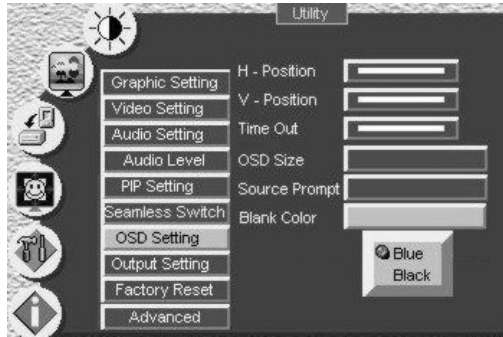 Utility
Graphic Setting
Video Setting
Audio Setting
Audio Level
PIP Setting
Seamless Switch
OSD Setting
Output Setting
Factory Reset
Advanced
H - Position
V - Position
Time Out
OSD Size
Source Prompt
Blank Color
Blue
Black